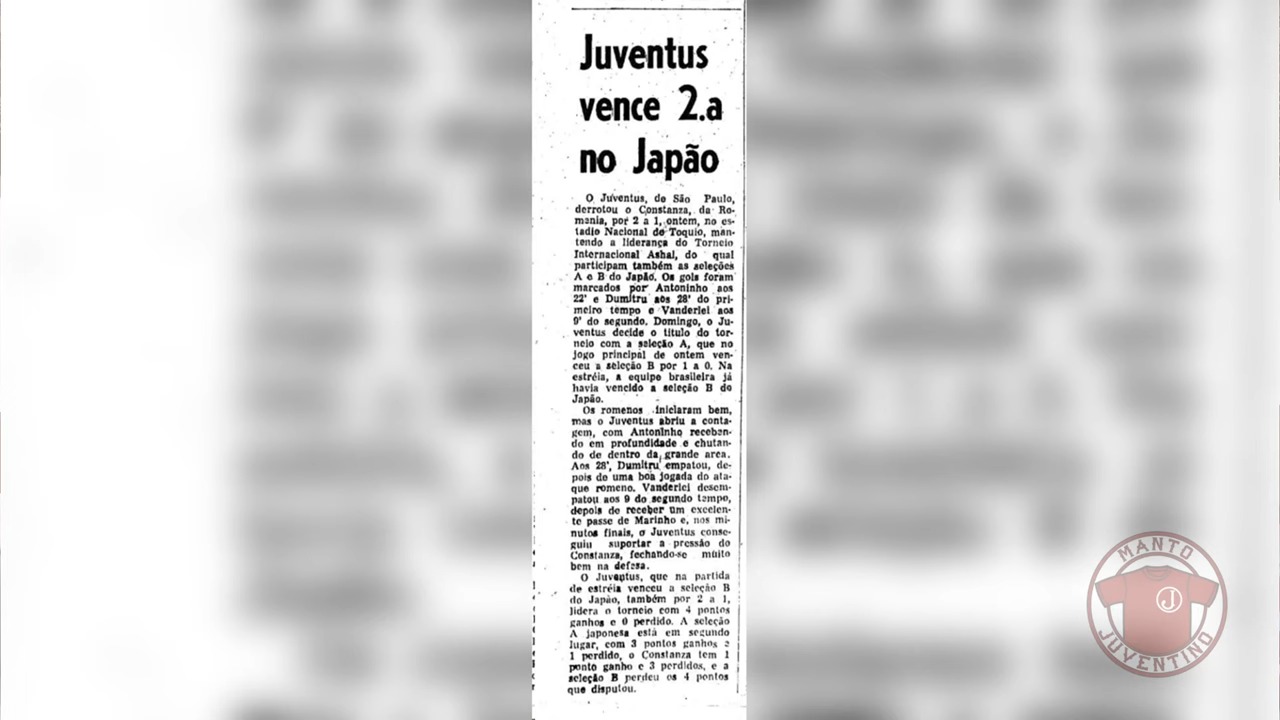 Juventus
vence 2.a
no Japão
O Juventus, de São Paulo,
derrotou o Constanza, da Ro-
mania, por 2 a 1, ontem, no es-
tadio Nacional de Toquio, man-
tendo a liderança do Torneio
Internacional Ashai, do qual
participam também as seleções
A e B do Japão. Os gols foram
marcados por Antoninho aos
22' e Dumitru aos 28' do pri-
meiro tempo e Vanderlei aos
9' do segundo. Domingo, o Ju-
ventus decide o titulo do tor-
neio com a seleção A, que no
jogo principal de ontem ven-
ceu a seleção B por 1 a 0. Na
estréia, a equipe brasileira já
havia vencido a seleção B do
Japão.
Os romenos iniciaram bem,
mas o Juventus abriu a conta-
gem, com Antoninho receben-
do em profundidade e chutan-
do de dentro da grande area.
Aos 28', Dumitru empatou, de-
pois de uma boa jogada do ata-
que romeno. Vanderlei desem-
patou aos 9 do segundo tempo,
depois de receber um excelen-
te passe de Marinho e, nos mi-
nutos finais, o Juventus conse-
guiu suportar a pressão do
Constanza, fechando-se muito
bem na defesa.
O Juventus, que na partida
de estréia venceu a seleção B
do Japão, também por 2 a 1,
lidera o torneio com 4 pontos
ganhos e 0 perdido. A seleção
A japonesa está em segundo
lugar, com 3 pontos ganhos e
1 perdido, o Constanza tem 1
ponto ganho e 3 perdidos, e a
seleção B perdeu os 4 pontos
que disputou.
MANTO
J
JUVENTINO